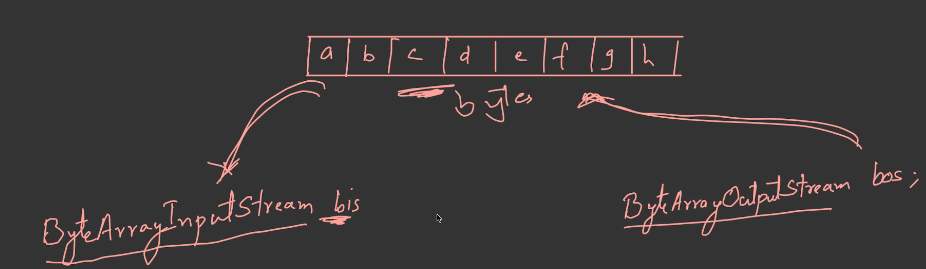 a b c d e f g h
bytes
ByteArrayInputStream bis
ByteArrayOutputStream bos;